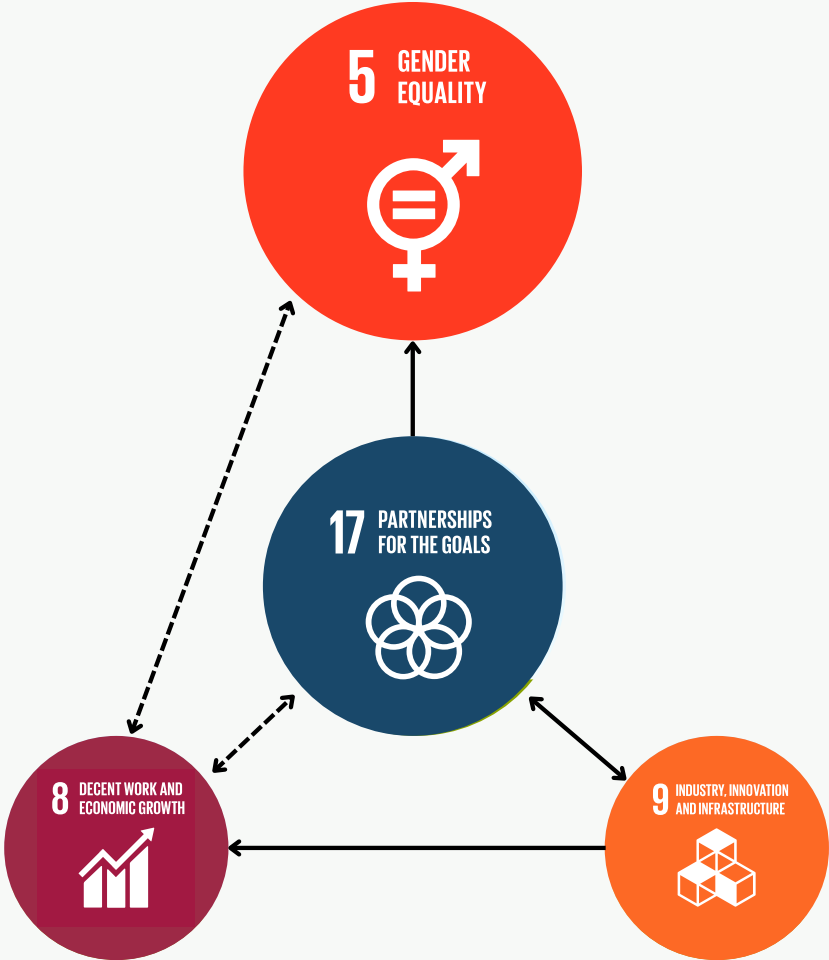 5 GENDER
EQUALITY
17 PARTNERSHIPS
FOR THE GOALS
8 DECENT WORK AND
ECONOMIC GROWTH
9 INDUSTRY, INNOVATION
AND INFRASTRUCTURE